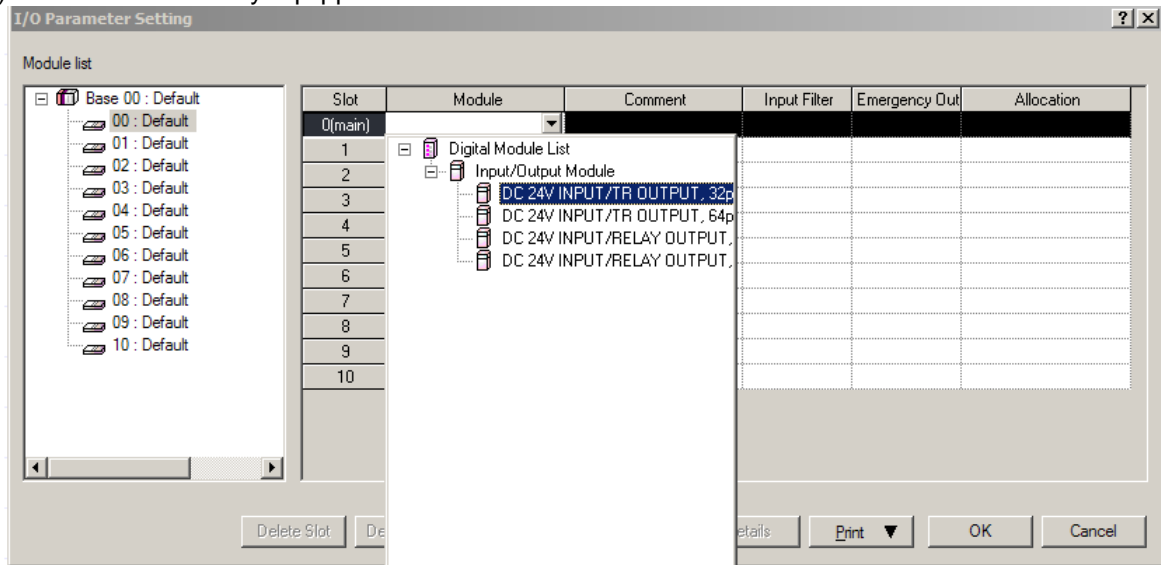 I/O Parameter Setting
Module list
Base 00 : Default
00 : Default
01 : Default
02 : Default
03 : Default
04 : Default
05 : Default
06 : Default
07 : Default
08 : Default
09 : Default
10 : Default
Slot Module Comment Input Filter Emergency Out Allocation
0(main)
1
2
3
4
5
6
7
8
9
10
Digital Module List
Input/Output Module
DC 24V INPUT/TR OUTPUT, 32p
DC 24V INPUT/TR OUTPUT, 64p
DC 24V INPUT/RELAY OUTPUT,
DC 24V INPUT/RELAY OUTPUT,
Delete Slot De etails Print ▼ OK Cancel